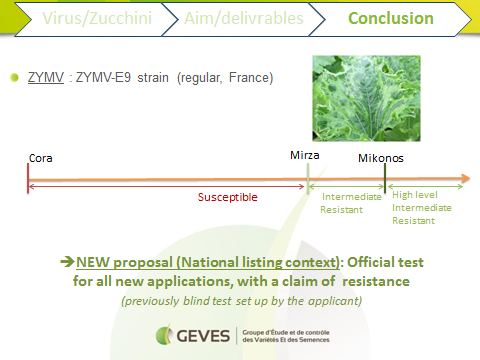 Virus/Zucchini Aim/delivrables Conclusion
ZYMV : ZYMV-E9 strain (regular, France)
Cora Mirza Mikonos
Susceptible
Intermediate
Resistant
High level
Intermediate
Resistant
➔NEW proposal (National listing context): Official test
for all new applications, with a claim of resistance
(previously blind test set up by the applicant)
GEVES
Groupe d'Étude et de contrôle
des Variétés Et des Semences